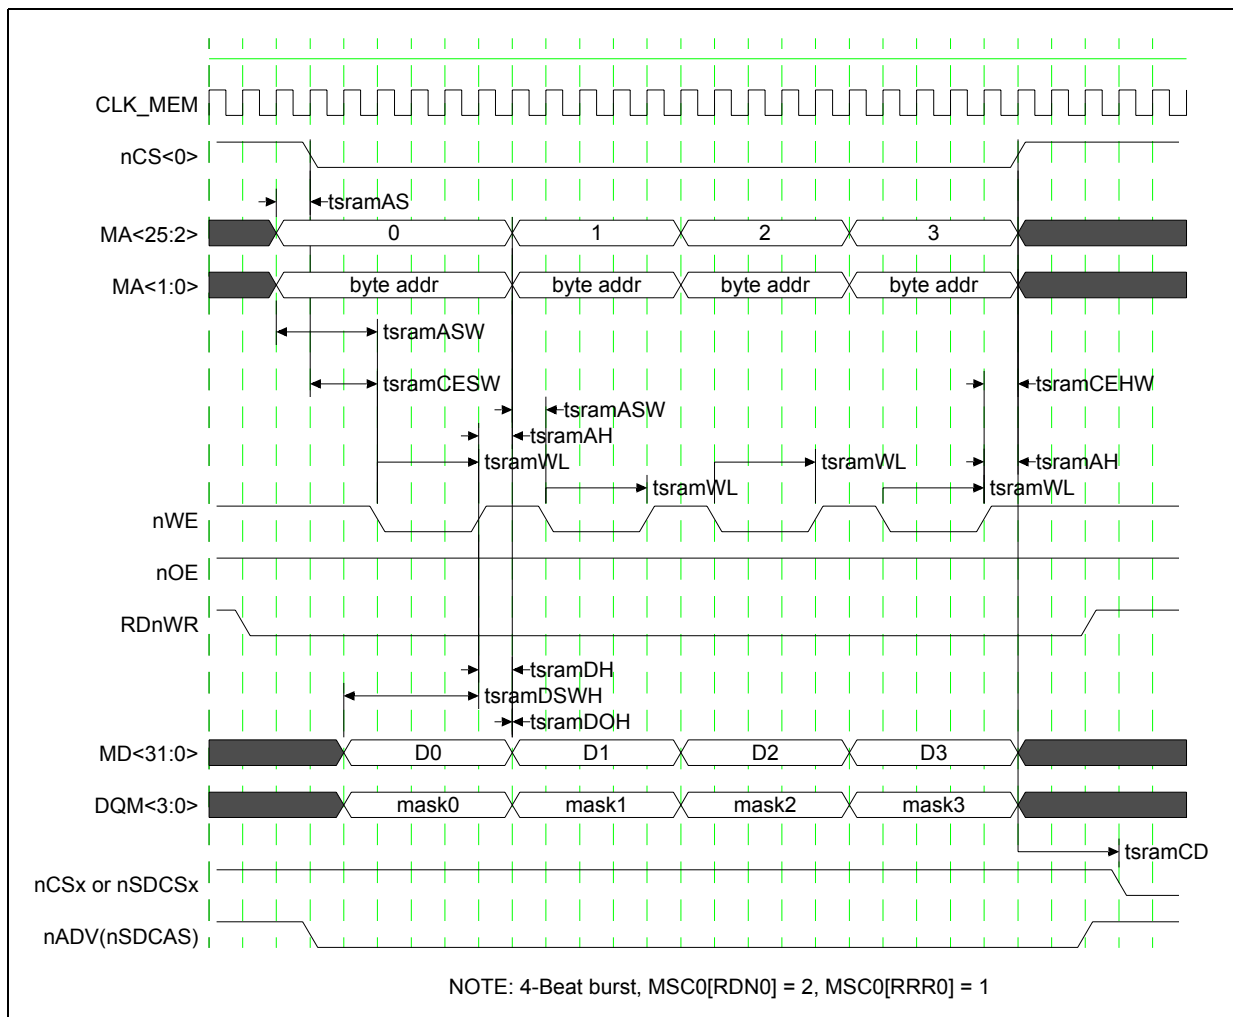 CLK_MEM
nCS<0>
tsramAS
MA<25:2> 0 1 2 3
MA<1:0> byte addr byte addr byte addr byte addr
tsramASW
tsramCESW tsramCEHW
tsramASW
tsramAH
tsramWL tsramWL tsramAH
tsramWL tsramWL
nWE
nOE
RDnWR
tsramDH
tsramDSWH
tsramDOH
MD<31:0> D0 D1 D2 D3
DQM<3:0> mask0 mask1 mask2 mask3
tsramCD
nCSx or nSDCSx
nADV(nSDCAS)
NOTE: 4-Beat burst, MSC0[RDN0] = 2, MSC0[RRR0] = 1